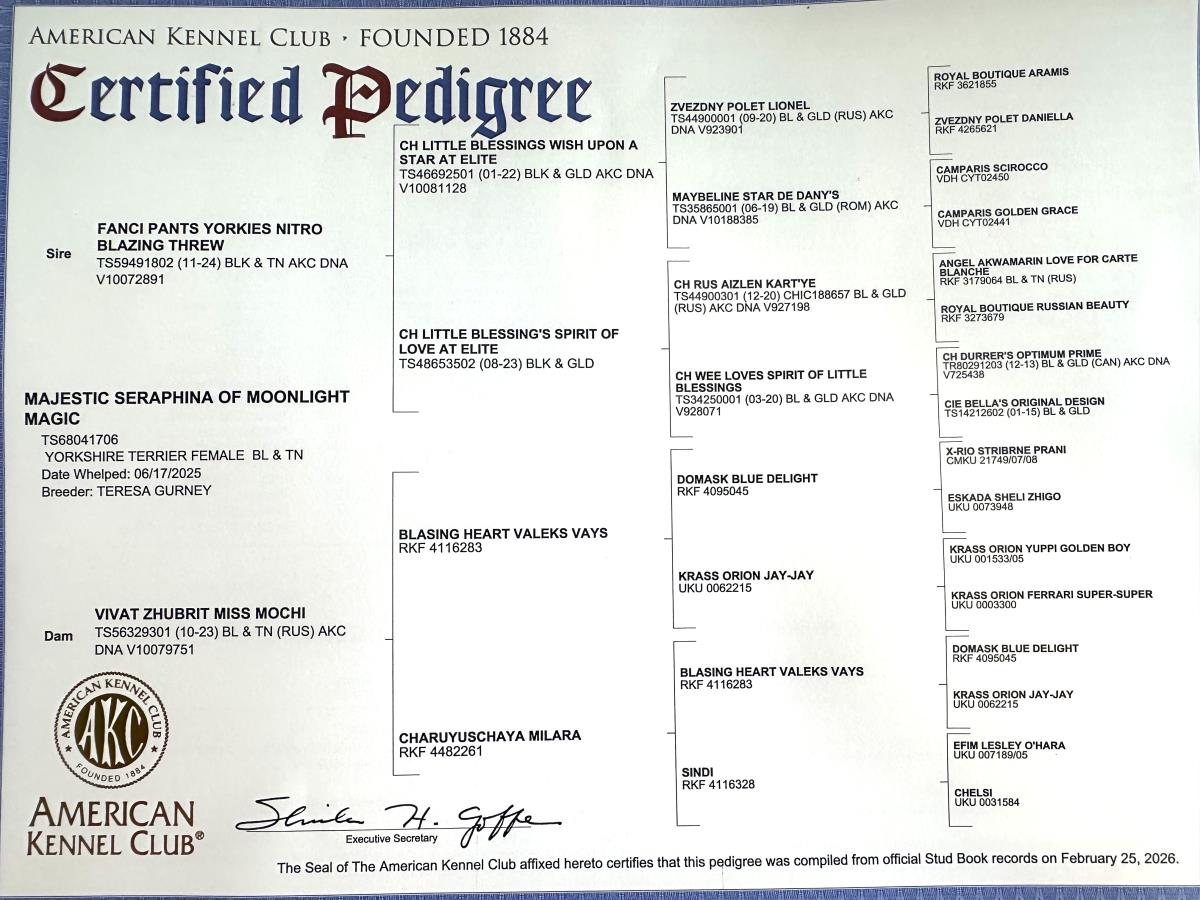 AMERICAN KENNEL CLUB · FOUNDED 1884
Certified Pedigree
Sire
FANCI PANTS YORKIES NITRO
BLAZING THREW
TS59491802 (11-24) BLK & TN AKC DNA
V10072891
MAJESTIC SERAPHINA OF MOONLIGHT
MAGIC
TS68041706
YORKSHIRE TERRIER FEMALE BL & TN
Date Whelped: 06/17/2025
Breeder: TERESA GURNEY
Dam
VIVAT ZHUBRIT MISS MOCHI
TS56329301 (10-23) BL & TN (RUS) AKC
DNA V10079751
CH LITTLE BLESSINGS WISH UPON A
STAR AT ELITE
TS46692501 (01-22) BLK & GLD AKC DNA
V10081128
CH LITTLE BLESSING'S SPIRIT OF
LOVE AT ELITE
TS48653502 (08-23) BLK & GLD
BLASING HEART VALEKS VAYS
RKF 4116283
CHARUYUSCHAYA MILARA
RKF 4482261
ZVEZDNY POLET LIONEL
TS44900001 (09-20) BL & GLD (RUS) AKC
DNA V923901
MAYBELINE STAR DE DANY'S
TS35865001 (06-19) BL & GLD (ROM) AKC
DNA V10188385
CH RUS AIZLEN KART'YE
TS44900301 (12-20) CHIC188657 BL & GLD
(RUS) AKC DNA V927198
CH WEE LOVES SPIRIT OF LITTLE
BLESSINGS
TS34250001 (03-20) BL & GLD AKC DNA
V928071
DOMASK BLUE DELIGHT
RKF 4095045
KRASS ORION JAY-JAY
UKU 0062215
BLASING HEART VALEKS VAYS
RKF 4116283
SINDI
RKF 4116328
ROYAL BOUTIQUE ARAMIS
RKF 3621855
ZVEZDNY POLET DANIELLA
RKF 4265621
CAMPARIS SCIROCCO
VDH CYT02450
CAMPARIS GOLDEN GRACE
VDH CYT02441
ANGEL AKWAMARIN LOVE FOR CARTE
BLANCHE
RKF 3179064 BL & TN (RUS)
ROYAL BOUTIQUE RUSSIAN BEAUTY
RKF 3273679
CH DURRER'S OPTIMUM PRIME
TR80291203 (12-13) BL & GLD (CAN) AKC DNA
V725438
CIE BELLA'S ORIGINAL DESIGN
TS14212602 (01-15) BL & GLD
X-RIO STRIBRNE PRANI
CMKU 21749/07/08
ESKADA SHELI ZHIGO
UKU 0073948
KRASS ORION YUPPI GOLDEN BOY
UKU 001533/05
KRASS ORION FERRARI SUPER-SUPER
UKU 0003300
DOMASK BLUE DELIGHT
RKF 4095045
KRASS ORION JAY-JAY
UKU 0062215
EFIM LESLEY O'HARA
UKU 007189/05
CHELSI
UKU 0031584
AMERICAN KENNEL CLUB
AKC
FOUNDED 1884
AMERICAN
KENNEL CLUB®
H. Goffe
Executive Secretary
The Seal of The American Kennel Club affixed hereto certifies that this pedigree was compiled from official Stud Book records on February 25, 2026.